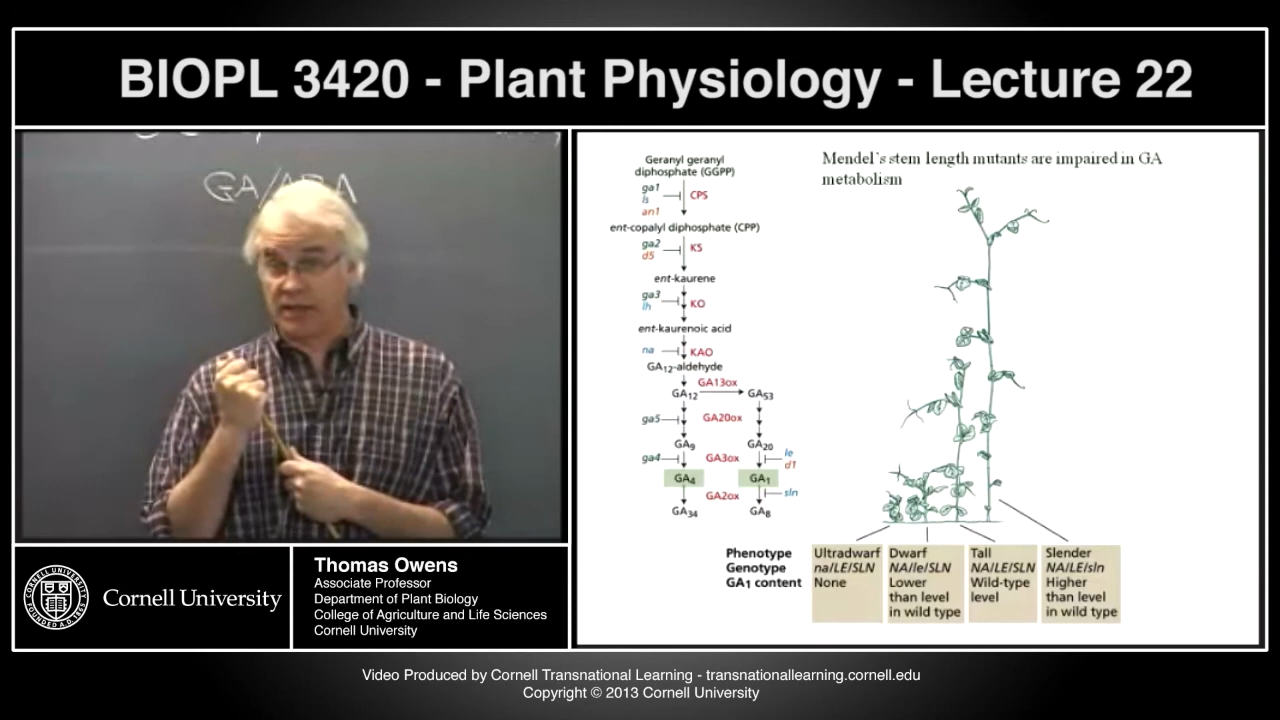 BIOPL 3420 - Plant Physiology - Lecture 22
GA/ABA
Thomas Owens
Associate Professor
Department of Plant Biology
College of Agriculture and Life Sciences
Cornell University
Cornell University
Mendel's stem length mutants are impaired in GA
metabolism
Geranyl geranyl
diphosphate (GGPP)
ga1
ls
an1
CPS
ent-copalyl diphosphate (CPP)
ga2
d5
KS
ent-kaurene
ga3
lh
KO
ent-kaurenoic acid
na
KAO
GA12-aldehyde
GA13ox
GA12
GA53
ga5
GA20ox
GA9
GA20
ga4
GA3ox
le
d1
GA4
GA1
GA2ox
sln
GA34
GA8
Phenotype Ultradwarf Dwarf Tall Slender
Genotype na/LE/SLN NA/le/SLN NA/LE/SLN NA/LE/sln
GA1 content None Lower Wild-type Higher
than level level than level
in wild type in wild type
Video Produced by Cornell Transnational Learning - transnationallearning.cornell.edu
Copyright © 2013 Cornell University